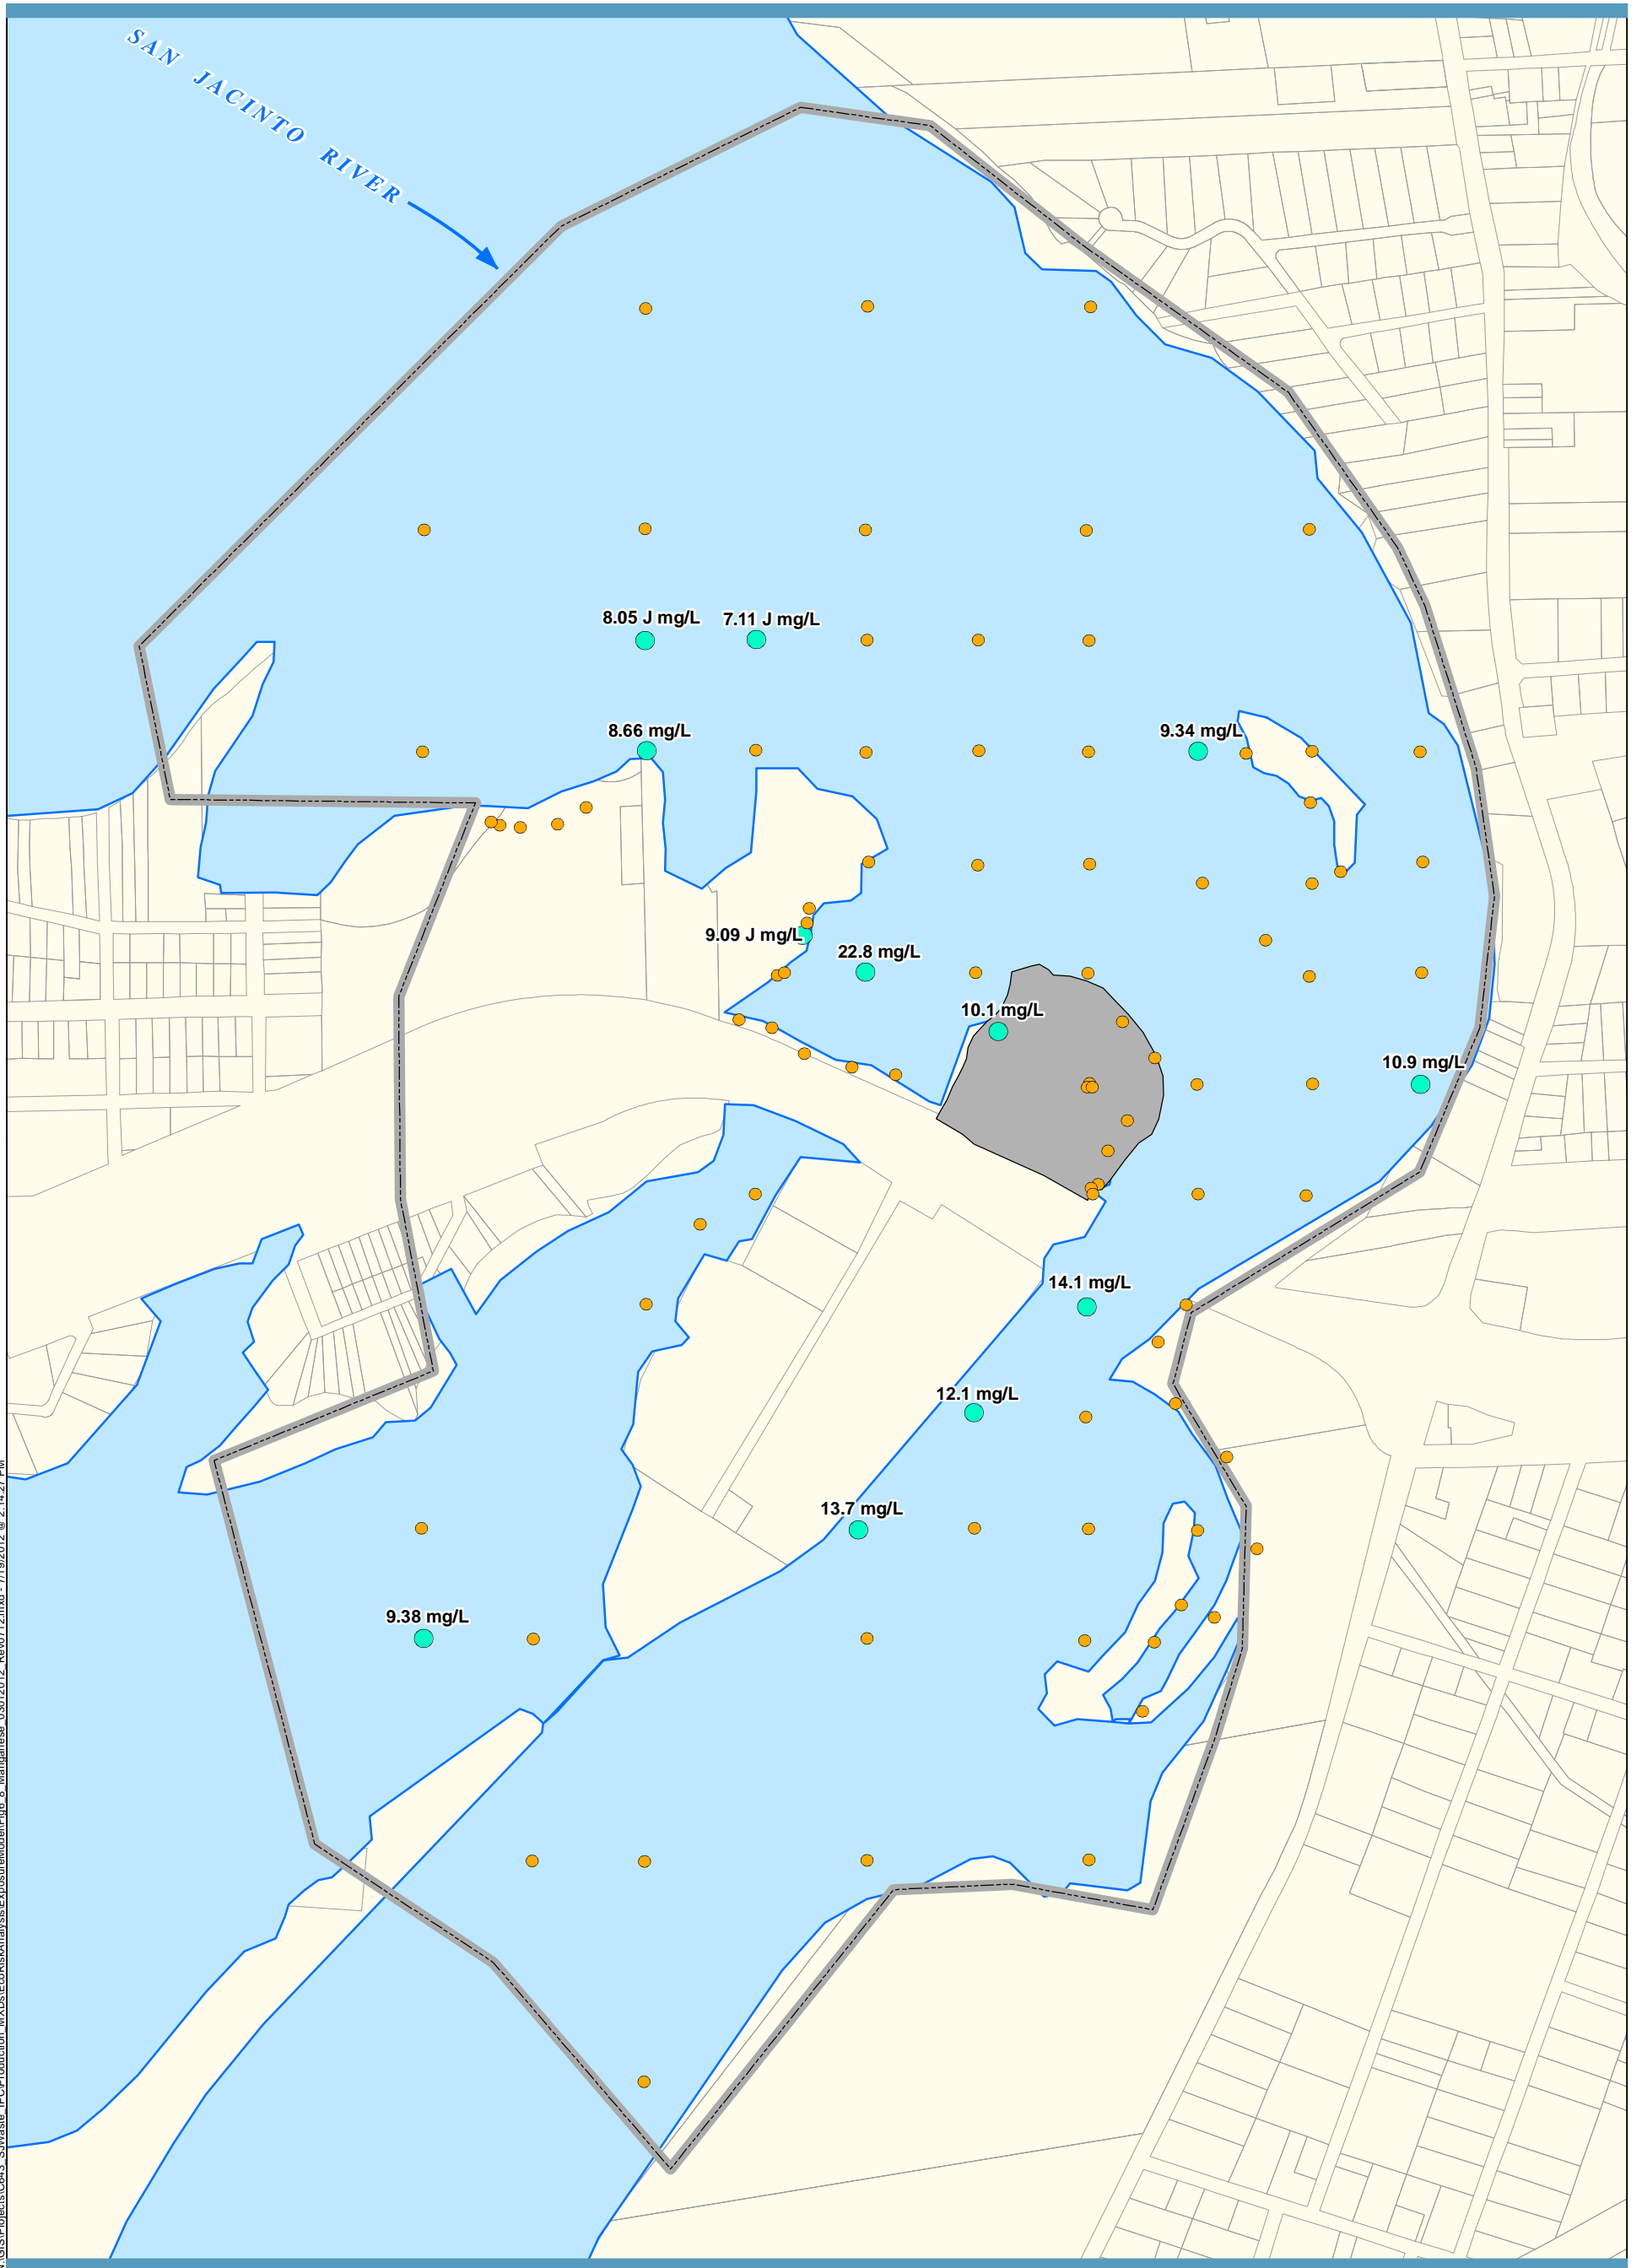 SAN JACINTO RIVER
8.05 J mg/L 7.11 J mg/L
8.66 mg/L
9.34 mg/L
9.09 J mg/L
22.8 mg/L
10.1 mg/L
10.9 mg/L
14.1 mg/L
12.1 mg/L
13.7 mg/L
9.38 mg/L